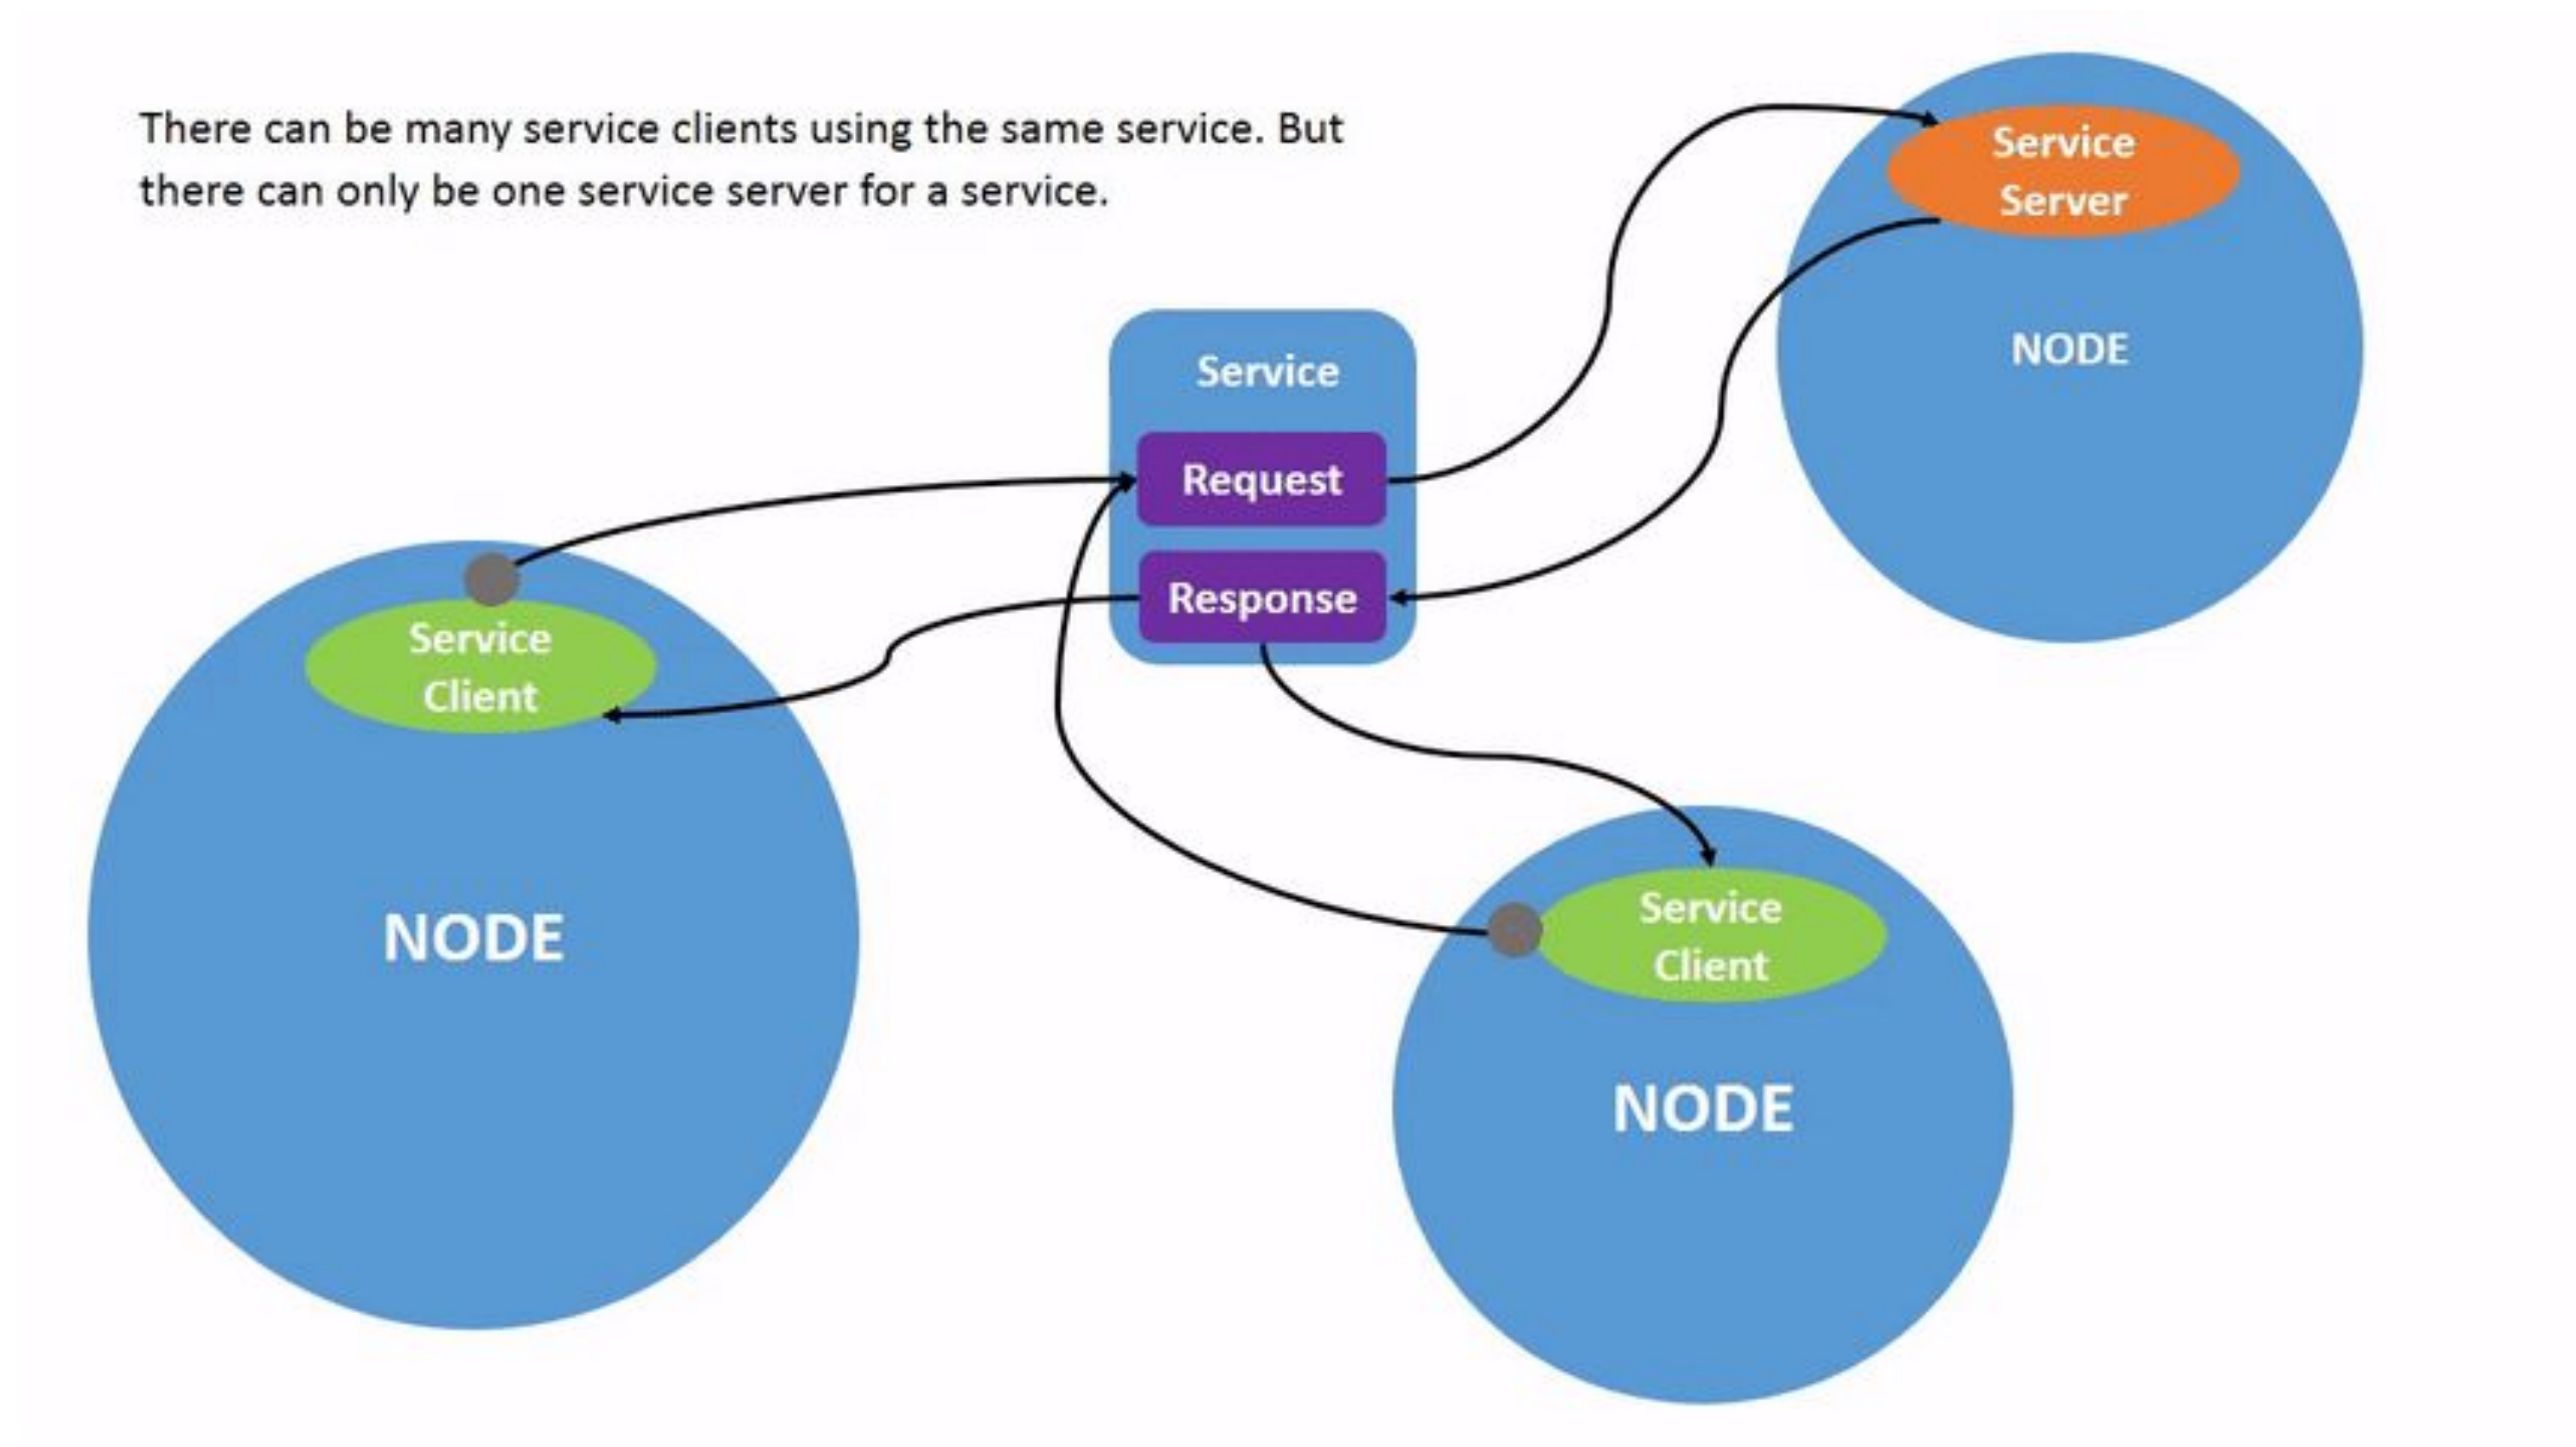 There can be many service clients using the same service. But
there can only be one service server for a service.
Service
Server
NODE
Service
Request
Response
Service
Client
NODE
Service
Client
NODE